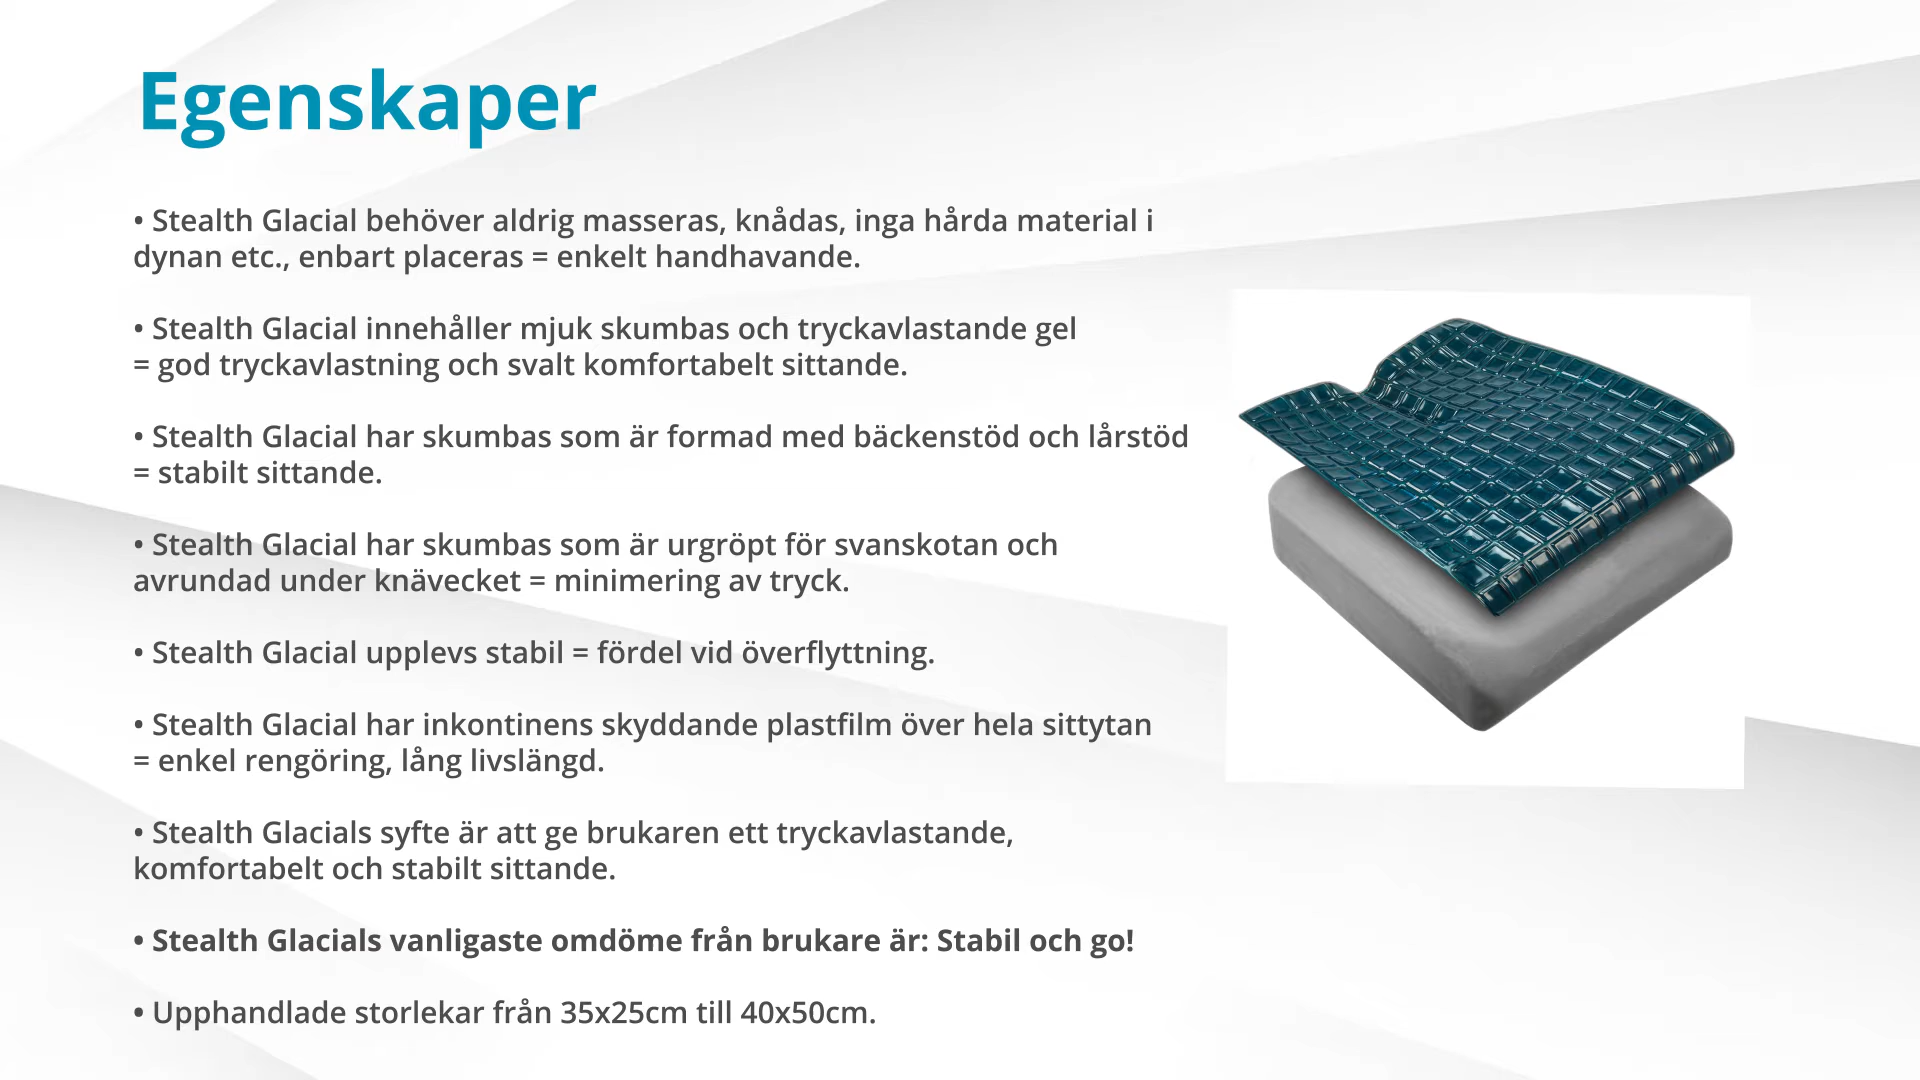 Egenskaper
• Stealth Glacial behöver aldrig masseras, knådas, inga hårda material i
dynan etc., enbart placeras = enkelt handhavande.
• Stealth Glacial innehåller mjuk skumbas och tryckavlastande gel
= god tryckavlastning och svalt komfortabelt sittande.
• Stealth Glacial har skumbas som är formad med bäckenstöd och lårstöd
= stabilt sittande.
• Stealth Glacial har skumbas som är urgröpt för svanskotan och
avrundad under knävecket = minimering av tryck.
• Stealth Glacial upplevs stabil = fördel vid överflyttning.
• Stealth Glacial har inkontinens skyddande plastfilm över hela sittytan
= enkel rengöring, lång livslängd.
• Stealth Glacials syfte är att ge brukaren ett tryckavlastande,
komfortabelt och stabilt sittande.
• Stealth Glacials vanligaste omdöme från brukare är: Stabil och go!
• Upphandlade storlekar från 35x25cm till 40x50cm.